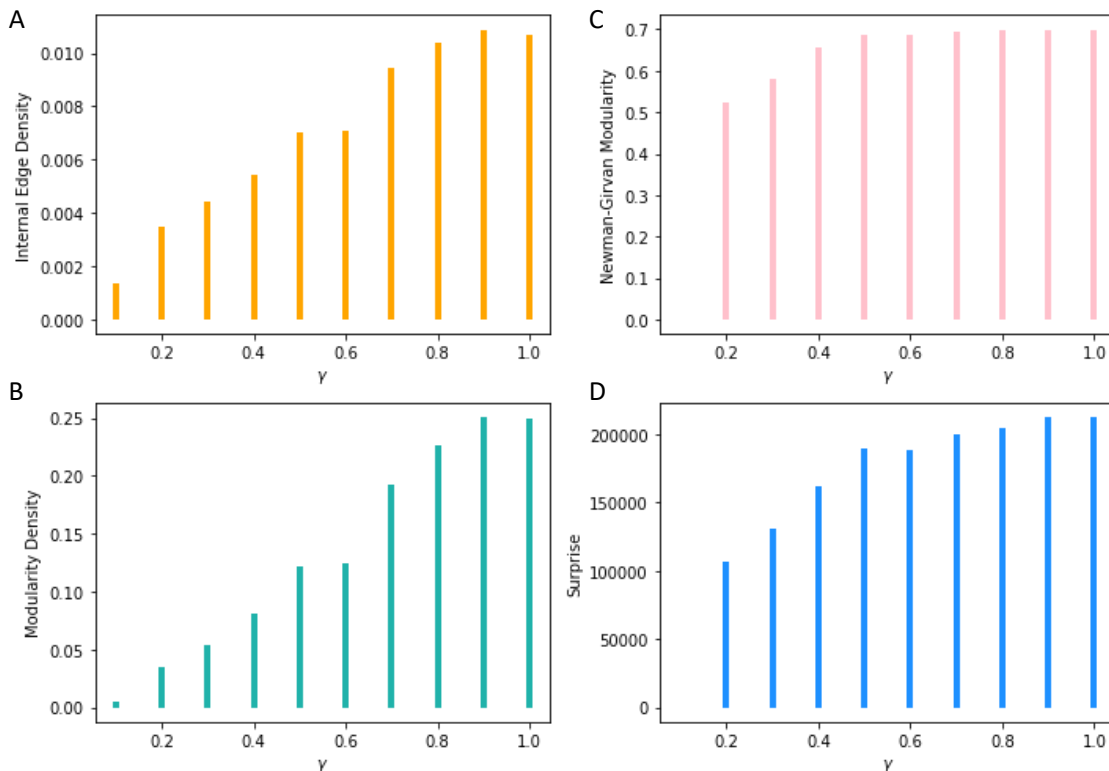 A
Internal Edge Density
0.010
0.008
0.006
0.004
0.002
0.000
0.2 0.4 0.6 0.8 1.0
γ
B
Modularity Density
0.25
0.20
0.15
0.10
0.05
0.00
0.2 0.4 0.6 0.8 1.0
γ
C
Newman-Girvan Modularity
0.7
0.6
0.5
0.4
0.3
0.2
0.1
0.0
0.2 0.4 0.6 0.8 1.0
γ
D
Surprise
200000
150000
100000
50000
0
0.2 0.4 0.6 0.8 1.0
γ